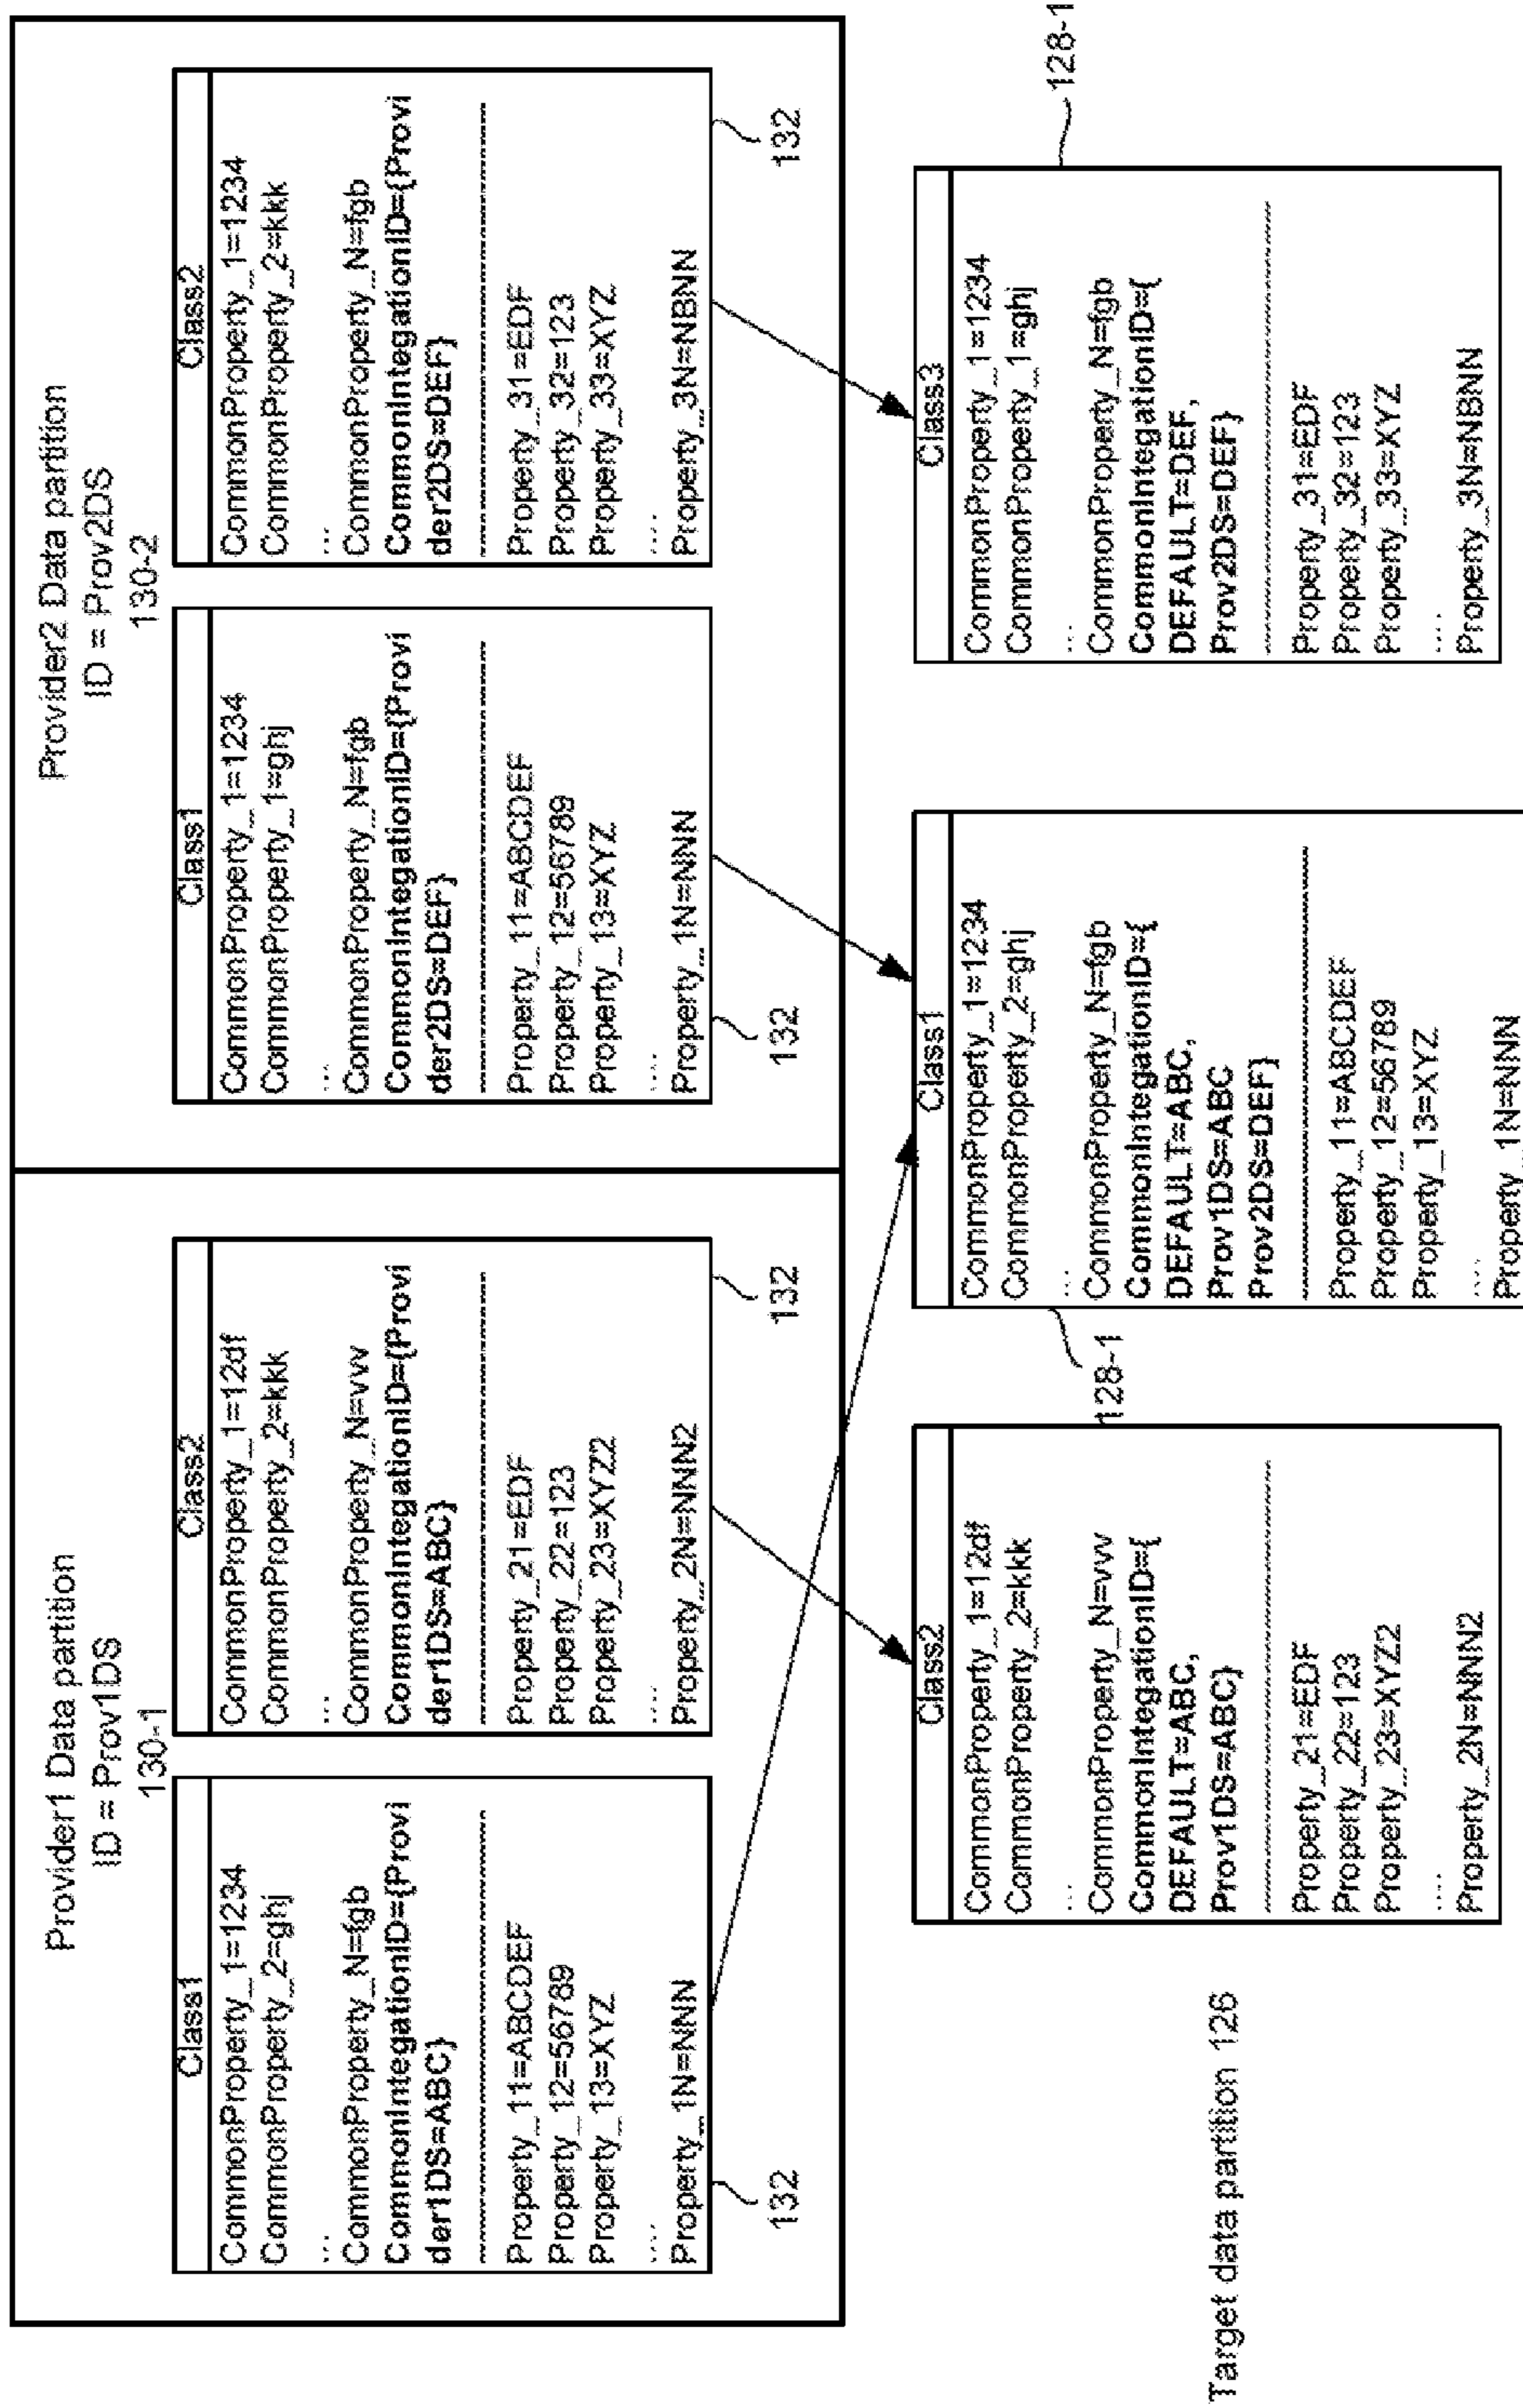 Provider1 Data partition
ID = Prov1DS
130-1
Class1
CommonProperty_1=1234
CommonProperty_2=ghj
...
CommonProperty_N=fgb
CommonIntegationID={Provi
der1DS=ABC}
Property_11=ABCDEF
Property_12=56789
Property_13=XYZ
....
Property_1N=NNN
132
Class2
CommonProperty_1=12df
CommonProperty_2=kkk
...
CommonProperty_N=vvv
CommonIntegationID={Provi
der1DS=ABC}
Property_21=EDF
Property_22=123
Property_23=XYZ2
....
Property_2N=NNN2
132
Provider2 Data partition
ID = Prov2DS
130-2
Class1
CommonProperty_1=1234
CommonProperty_1=ghj
...
CommonProperty_N=fgb
CommonIntegationID={Provi
der2DS=DEF}
Property_11=ABCDEF
Property_12=56789
Property_13=XYZ
....
Property_1N=NNN
132
Class2
CommonProperty_1=1234
CommonProperty_2=kkk
...
CommonProperty_N=fgb
CommonIntegationID={Provi
der2DS=DEF}
Property_31=EDF
Property_32=123
Property_33=XYZ
....
Property_3N=NBNN
132
Target data partition 126
Class2
CommonProperty_1=12df
CommonProperty_2=kkk
...
CommonProperty_N=vvv
CommonIntegationID={
DEFAULT=ABC,
Prov1DS=ABC}
Property_21=EDF
Property_22=123
Property_23=XYZ2
....
Property_2N=NNN2
128-1
Class1
CommonProperty_1=1234
CommonProperty_2=ghj
...
CommonProperty_N=fgb
CommonIntegationID={
DEFAULT=ABC,
Prov1DS=ABC
Prov2DS=DEF}
Property_11=ABCDEF
Property_12=56789
Property_13=XYZ
....
Property_1N=NNN
Class3
CommonProperty_1=1234
CommonProperty_1=ghj
...
CommonProperty_N=fgb
CommonIntegationID={
DEFAULT=DEF,
Prov2DS=DEF}
Property_31=EDF
Property_32=123
Property_33=XYZ
....
Property_3N=NBNN
128-1